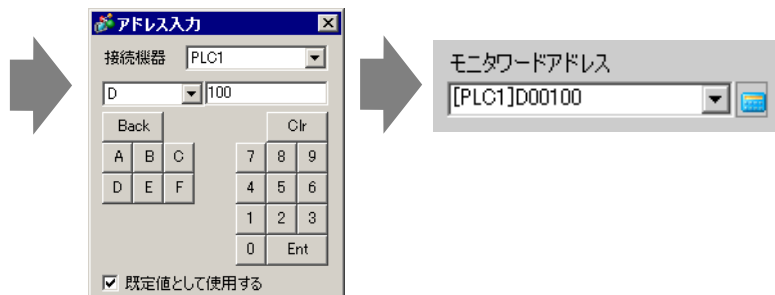 アドレス入力
接続機器 PLC1
D 100
Back Clr
A B C 7 8 9
D E F 4 5 6
1 2 3
0 Ent
既定値として使用する
モニタワードアドレス
[PLC1]D00100